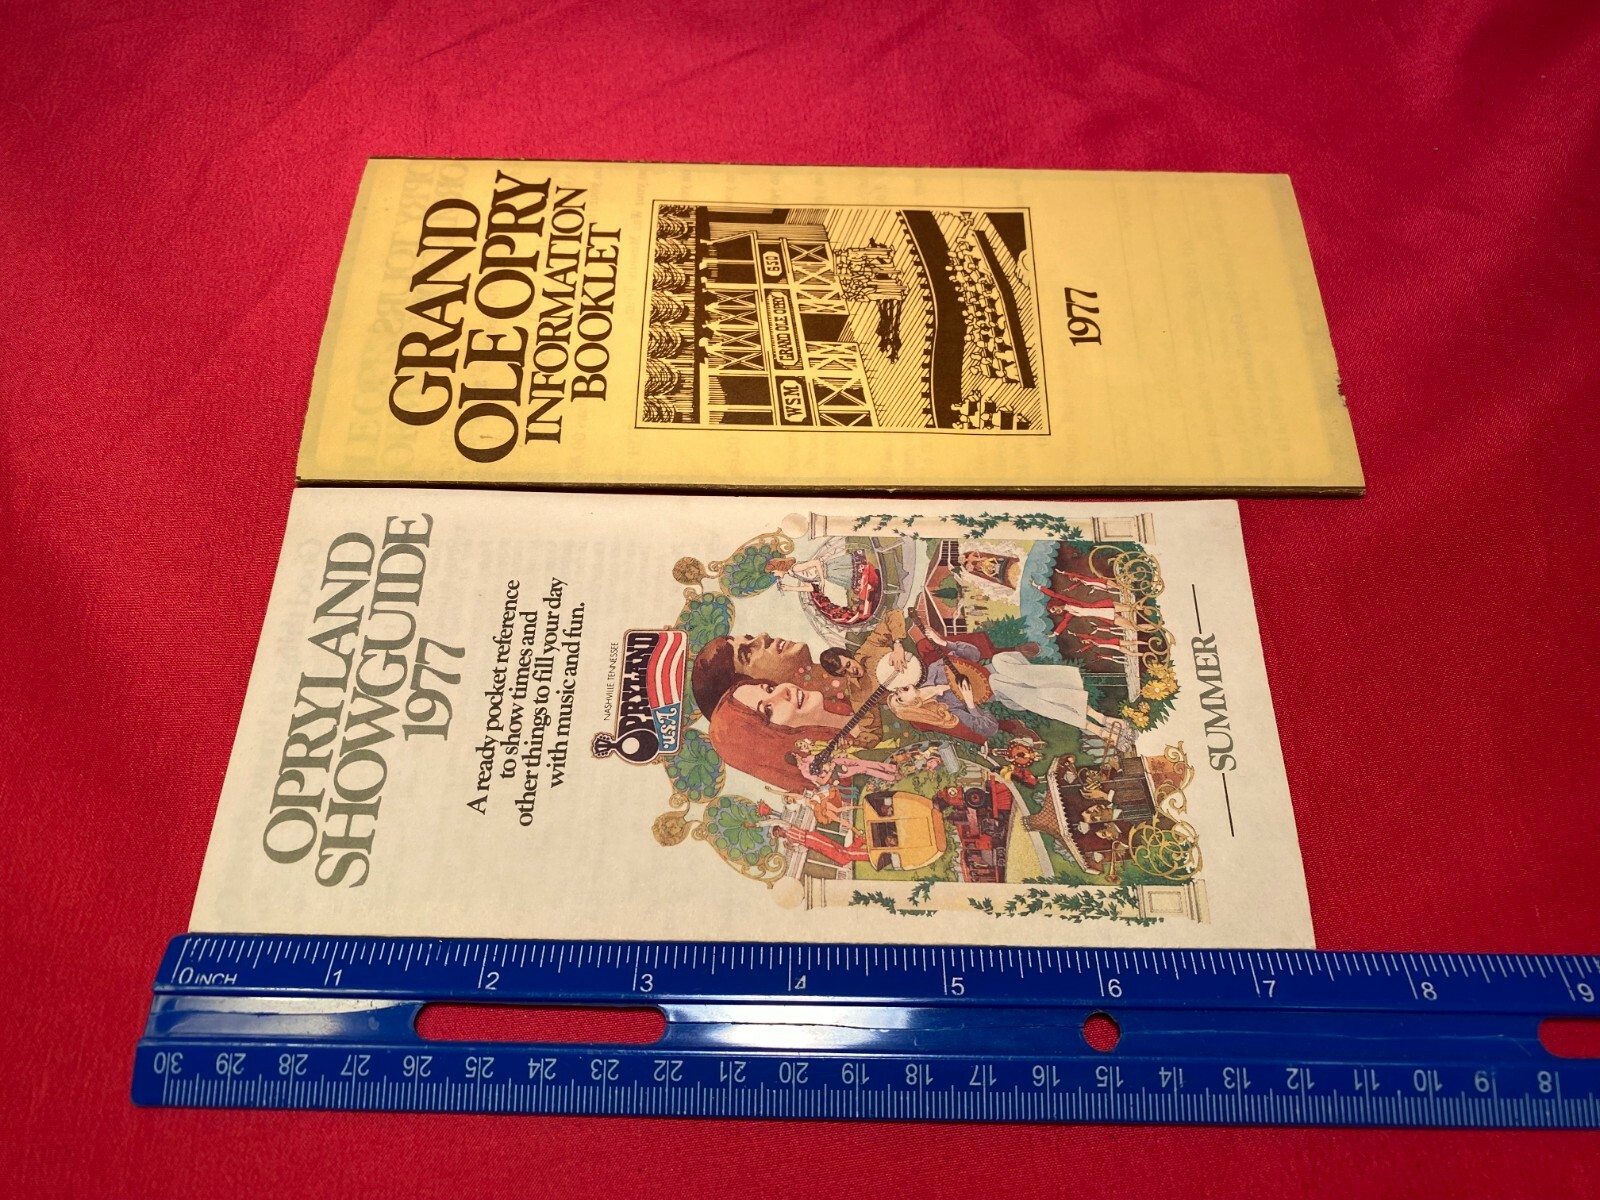 GRAND
OLE OPRY
INFORMATION
BOOKLET
WSM
GRAND OLE OPRY
650
1977
OPRYLAND
SHOWGUIDE
1977
A ready pocket reference
to show times and
other things to fill your day
with music and fun.
NASHVILLE, TENNESSEE
OPRYLAND
U.S.A.
SUMMER
0 INCH 1 2 3 4 5 6 7 8 9
30 29 28 27 26 25 24 23 22 21 20 19 18 17 16 15 14 13 12 11 10 9 8